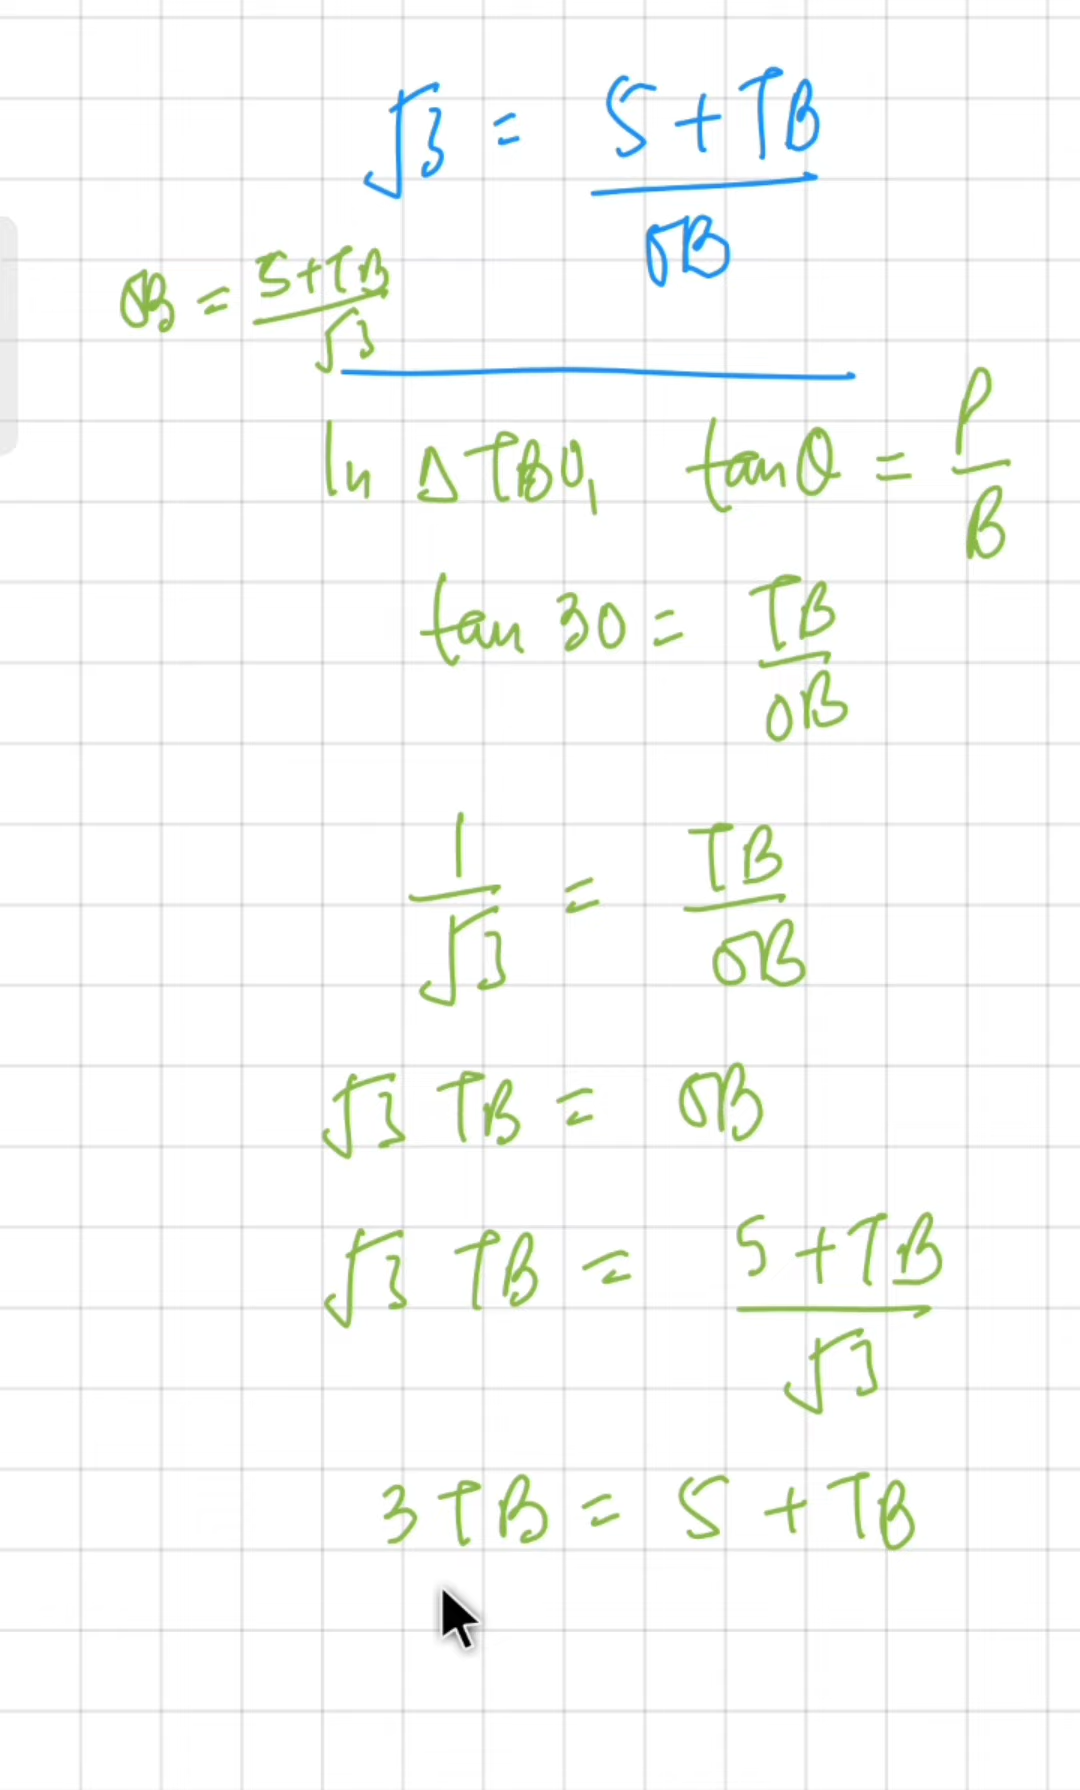 √3 = (5 + TB)/OB
OB = (5+TB)/√3
In Δ TBO, tanθ = P/B
tan 30 = TB/OB
1/√3 = TB/OB
√3 TB = OB
√3 TB = (5 + TB)/√3
3 TB = 5 + TB